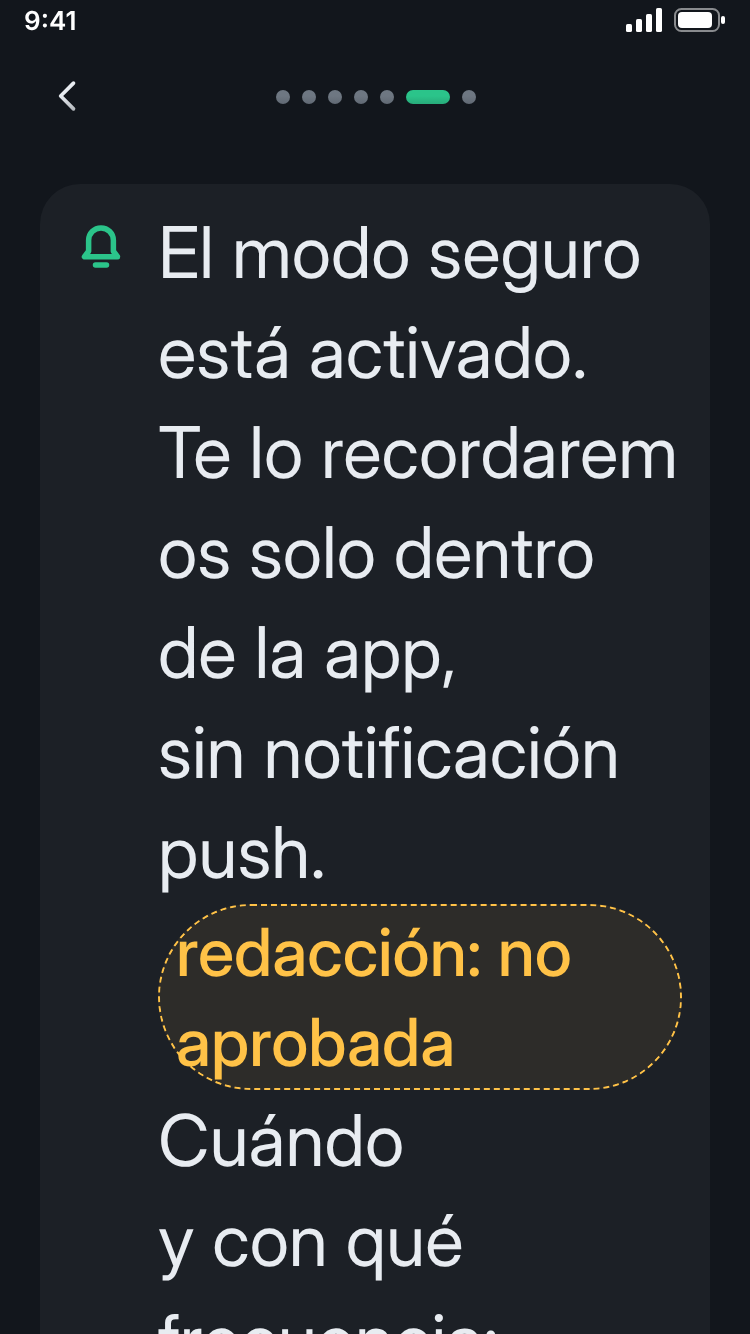 9:41
El modo seguro
está activado.
Te lo recordarem
os solo dentro
de la app,
sin notificación
push.
redacción: no
aprobada
Cuándo
y con qué
frecuencia: